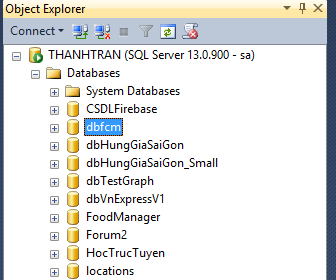 Object Explorer
Connect
THANHTRAN (SQL Server 13.0.900 - sa)
Databases
System Databases
CSDLFirebase
dbfcm
dbHungGiaSaiGon
dbHungGiaSaiGon_Small
dbTestGraph
dbVnExpressV1
FoodManager
Forum2
HocTrucTuyen
locations